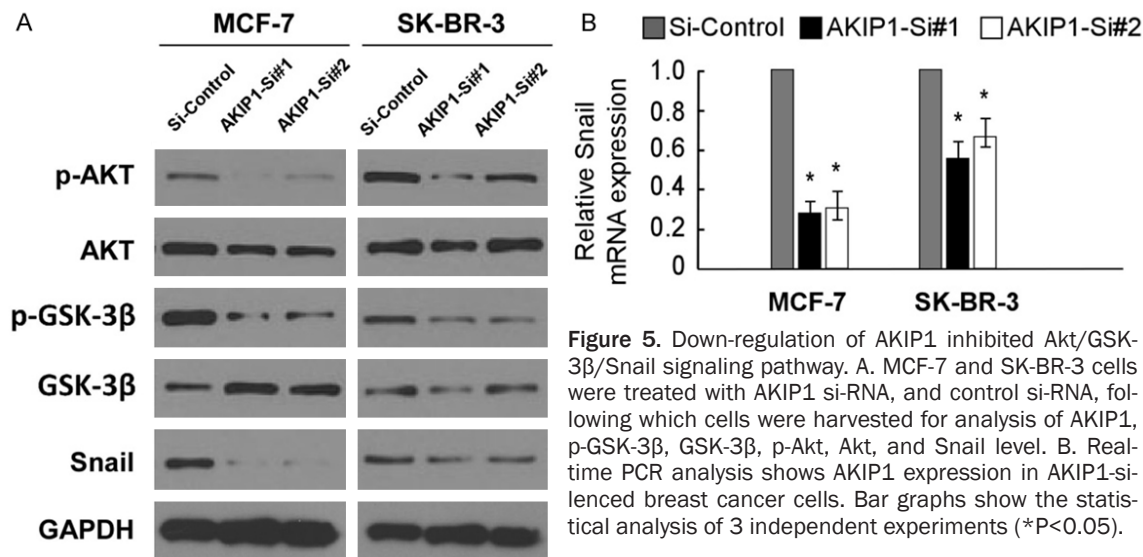 A
MCF-7 SK-BR-3
Si-Control AKIP1-Si#1 AKIP1-Si#2 Si-Control AKIP1-Si#1 AKIP1-Si#2
p-AKT
AKT
p-GSK-3β
GSK-3β
Snail
GAPDH
B
Si-Control AKIP1-Si#1 AKIP1-Si#2
Relative Snail
mRNA expression
1.0
0.8
0.6
0.4
0.2
0
* * * *
MCF-7 SK-BR-3
Figure 5. Down-regulation of AKIP1 inhibited Akt/GSK-
3β/Snail signaling pathway. A. MCF-7 and SK-BR-3 cells
were treated with AKIP1 si-RNA, and control si-RNA, fol-
lowing which cells were harvested for analysis of AKIP1,
p-GSK-3β, GSK-3β, p-Akt, Akt, and Snail level. B. Real-
time PCR analysis shows AKIP1 expression in AKIP1-si-
lenced breast cancer cells. Bar graphs show the statis-
tical analysis of 3 independent experiments (*P<0.05).